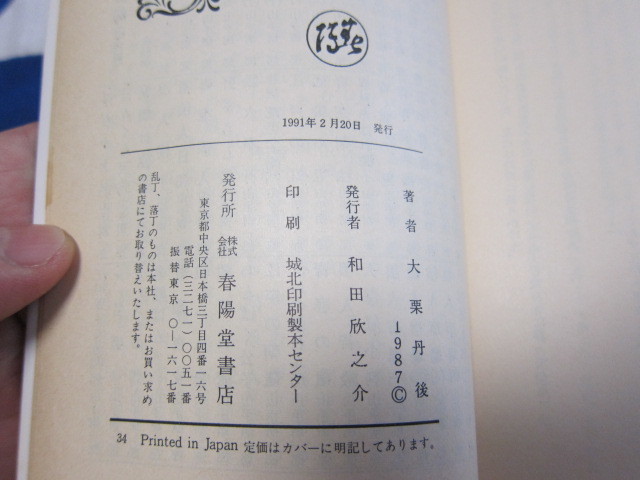 1991年2月20日　発行
著者　大栗丹後　1987©
発行者　和田欣之介
印刷　城北印刷製本センター
発行所　株式会社　春陽堂書店
東京都中央区日本橋三丁目四番一六号
電話（三二七一）〇〇五一番
振替東京　〇―一六一七番
乱丁、落丁のものは本社、またはお買い求め
の書店にてお取り替えいたします。
34　Printed in Japan 定価はカバーに明記してあります。